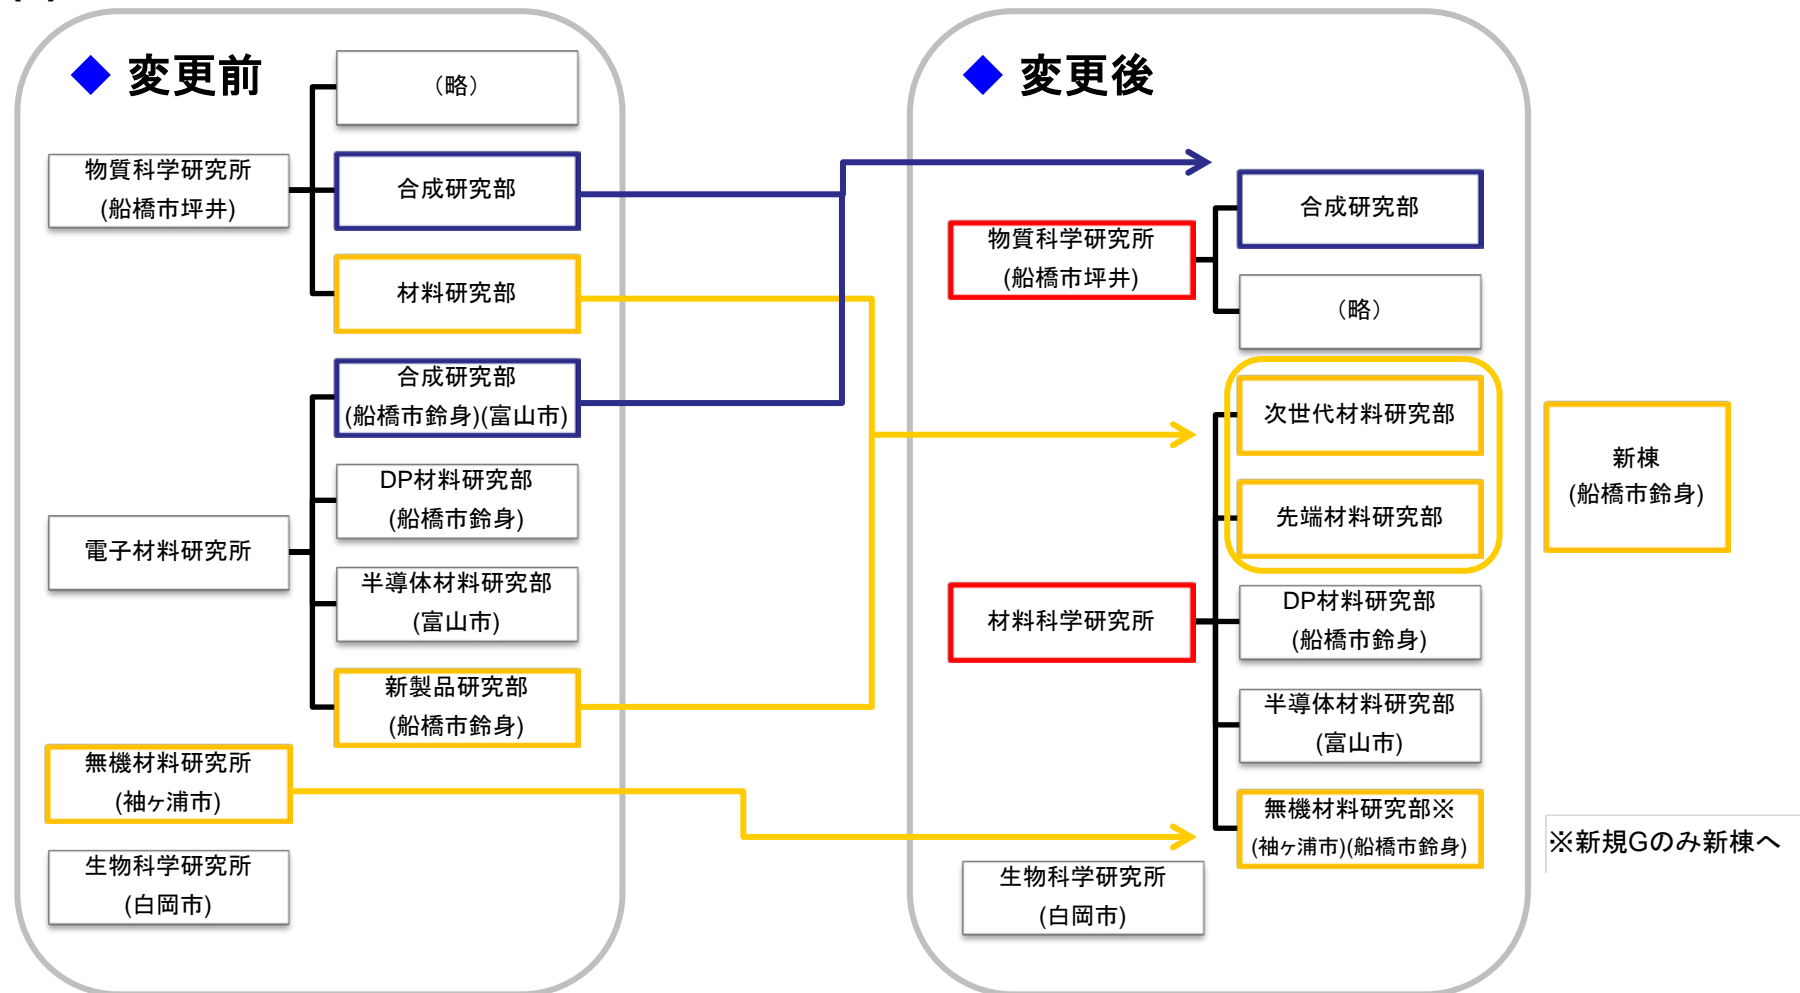 ◆ 変更前
（略）
物質科学研究所
(船橋市坪井)
合成研究部
材料研究部
合成研究部
(船橋市鈴身)(富山市)
DP材料研究部
(船橋市鈴身)
電子材料研究所
半導体材料研究部
(富山市)
新製品研究部
(船橋市鈴身)
無機材料研究所
(袖ヶ浦市)
生物科学研究所
(白岡市)
◆ 変更後
合成研究部
物質科学研究所
(船橋市坪井)
（略）
次世代材料研究部
先端材料研究部
新棟
(船橋市鈴身)
材料科学研究所
DP材料研究部
(船橋市鈴身)
半導体材料研究部
(富山市)
無機材料研究部※
(袖ヶ浦市)(船橋市鈴身)
※新規Gのみ新棟へ
生物科学研究所
(白岡市)